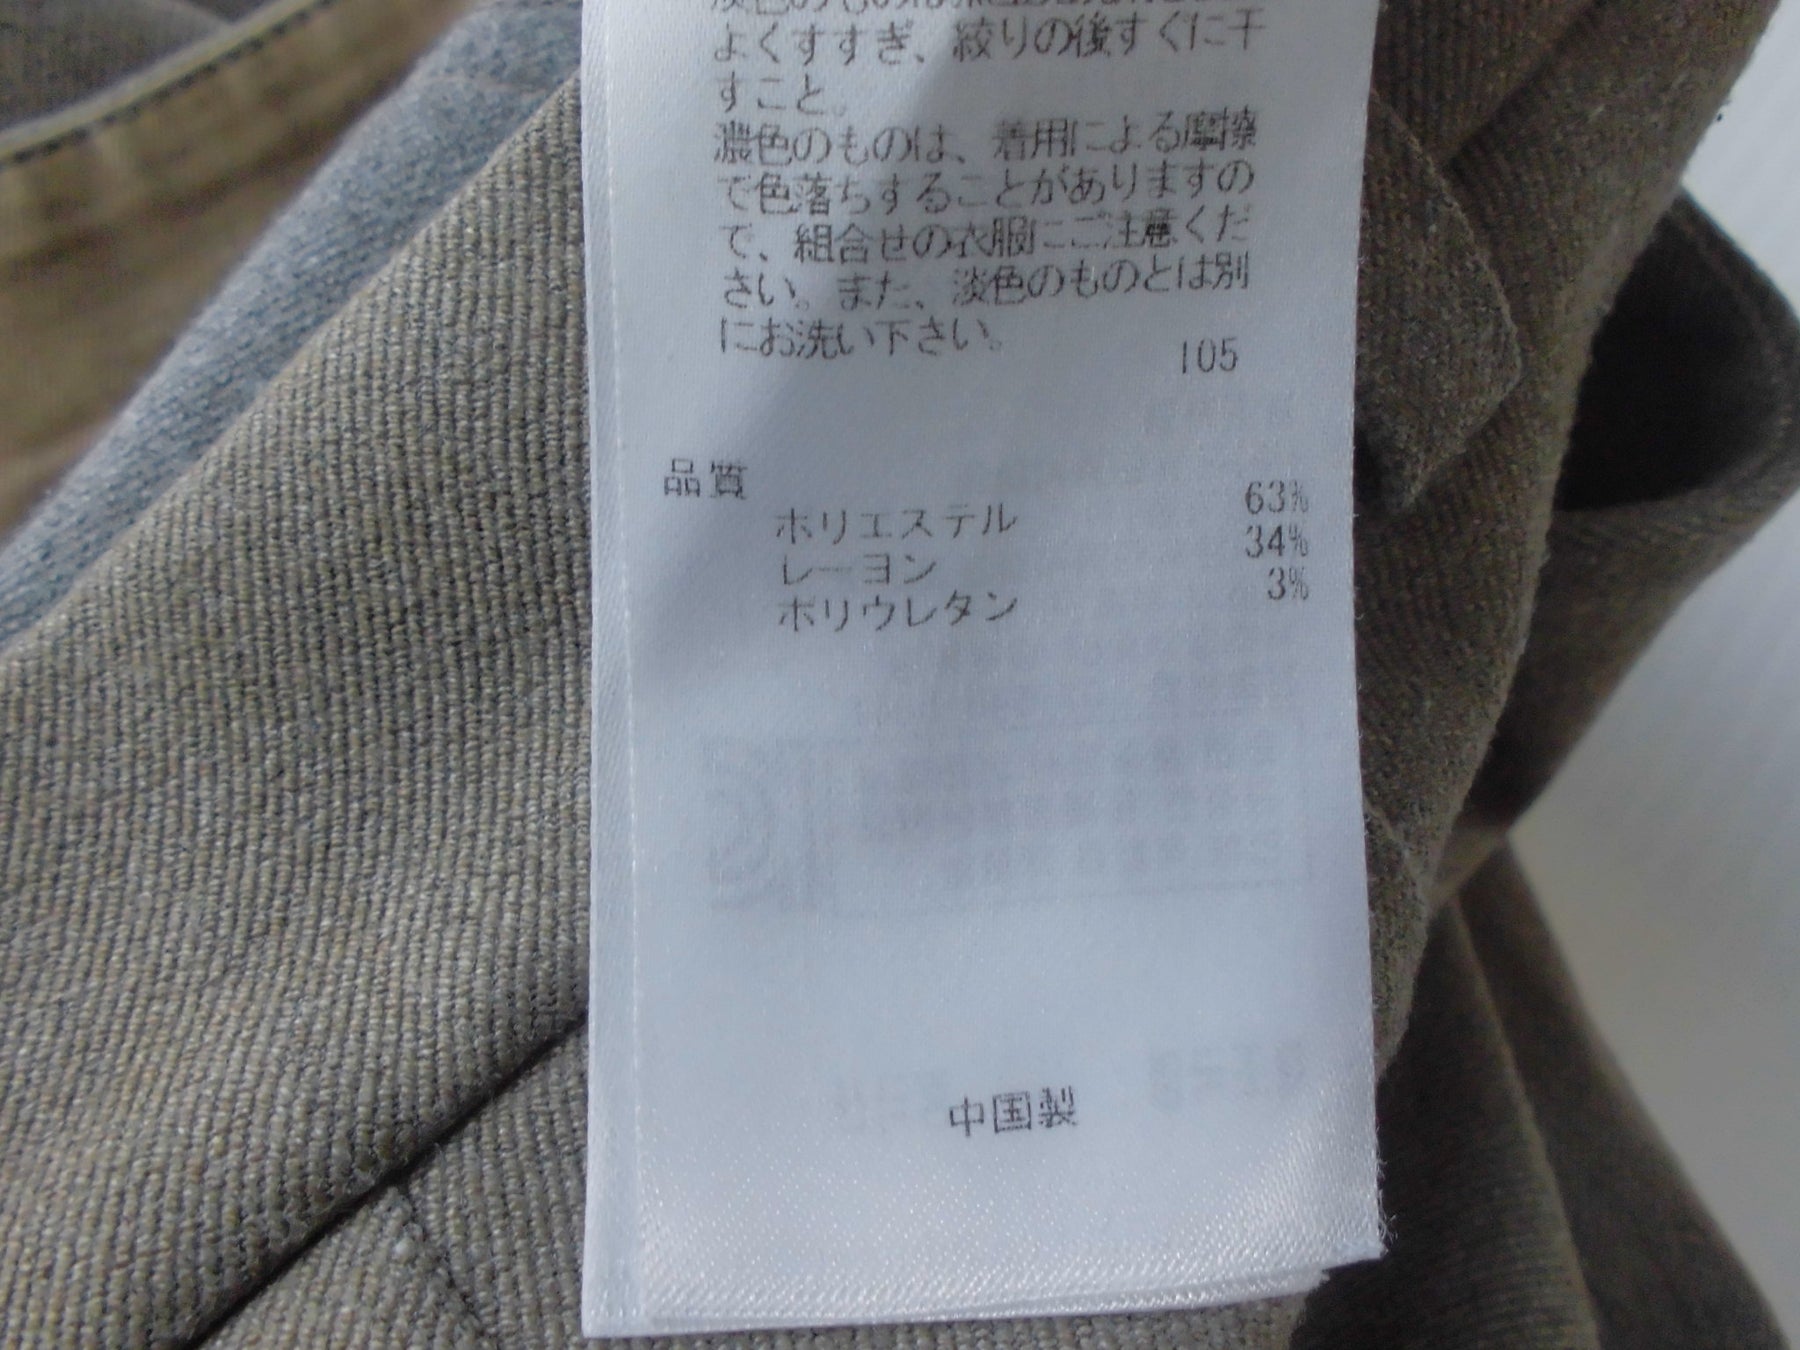 よくすすぎ、絞りの後すぐに干
すこと。
濃色のものは、着用による摩擦
で色落ちすることがありますの
で、組合せの衣服にご注意くだ
さい。また、淡色のものとは別
にお洗い下さい。
105
品質
ポリエステル 63%
レーヨン 34%
ポリウレタン 3%
中国製